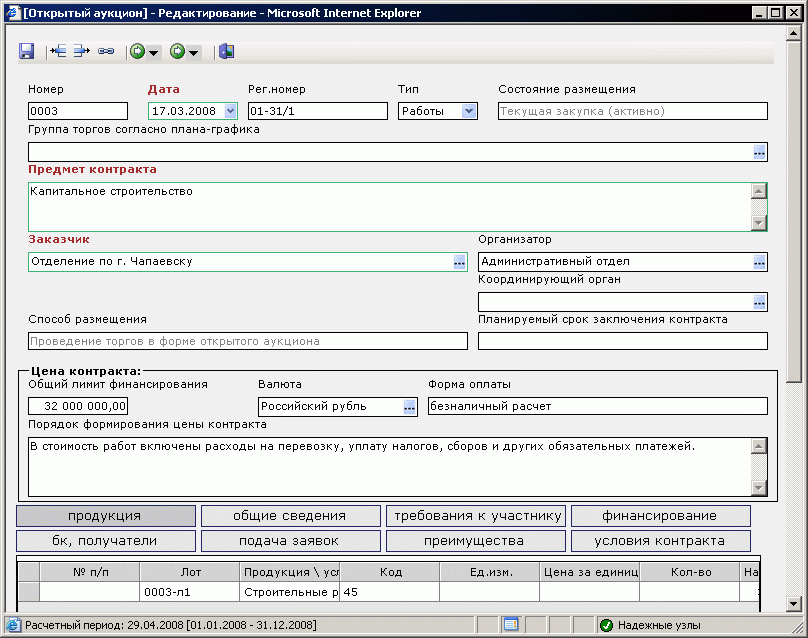 [Открытый аукцион] - Редактирование - Microsoft Internet Explorer
Номер Дата Рег.номер Тип Состояние размещения
0003 17.03.2008 01-31/1 Работы Текущая закупка (активно)
Группа торгов согласно плана-графика
Предмет контракта
Капитальное строительство
Заказчик Организатор
Отделение по г. Чапаевску Административный отдел
Координирующий орган
Способ размещения Планируемый срок заключения контракта
Проведение торгов в форме открытого аукциона
Цена контракта:
Общий лимит финансирования Валюта Форма оплаты
32 000 000,00 Российский рубль безналичный расчет
Порядок формирования цены контракта
В стоимость работ включены расходы на перевозку, уплату налогов, сборов и других обязательных платежей.
продукция общие сведения требования к участнику финансирование
бк, получатели подача заявок преимущества условия контракта
№ п/п Лот Продукция \ усл Код Ед.изм. Цена за единиц Кол-во На
0003-л1 Строительные р 45
Расчетный период: 29.04.2008 [01.01.2008 - 31.12.2008] Надежные узлы